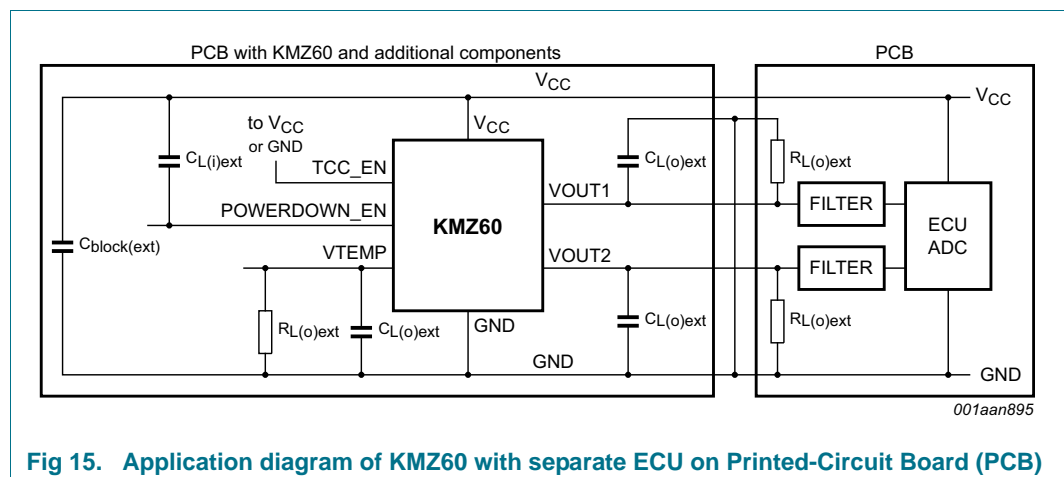 PCB with KMZ60 and additional components
PCB
VCC
VCC
to VCC
or GND
VCC
CL(i)ext
TCC_EN
CL(o)ext
RL(o)ext
VOUT1
FILTER
POWERDOWN_EN
KMZ60
ECU
ADC
Cblock(ext)
VTEMP
VOUT2
FILTER
RL(o)ext
CL(o)ext
GND
CL(o)ext
RL(o)ext
GND
GND
001aan895
Fig 15. Application diagram of KMZ60 with separate ECU on Printed-Circuit Board (PCB)